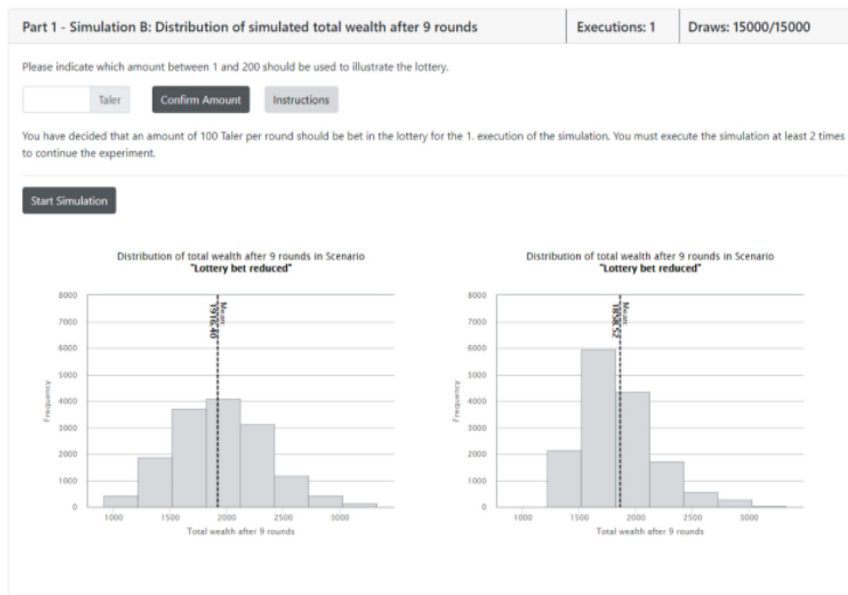 Part 1 - Simulation B: Distribution of simulated total wealth after 9 rounds
Executions: 1
Draws: 15000/15000
Please indicate which amount between 1 and 200 should be used to illustrate the lottery.
Taler
Confirm Amount
Instructions
You have decided that an amount of 100 Taler per round should be bet in the lottery for the 1. execution of the simulation. You must execute the simulation at least 2 times
to continue the experiment.
Start Simulation
Distribution of total wealth after 9 rounds in Scenario
"Lottery bet reduced"
8000
7000
6000
5000
4000
3000
2000
1000
0
Frequency
Mean:
1000
1500
2000
2500
3000
Total wealth after 9 rounds
Distribution of total wealth after 9 rounds in Scenario
"Lottery bet reduced"
8000
7000
6000
5000
4000
3000
2000
1000
0
Frequency
Mean:
1000
1500
2000
2500
3000
Total wealth after 9 rounds